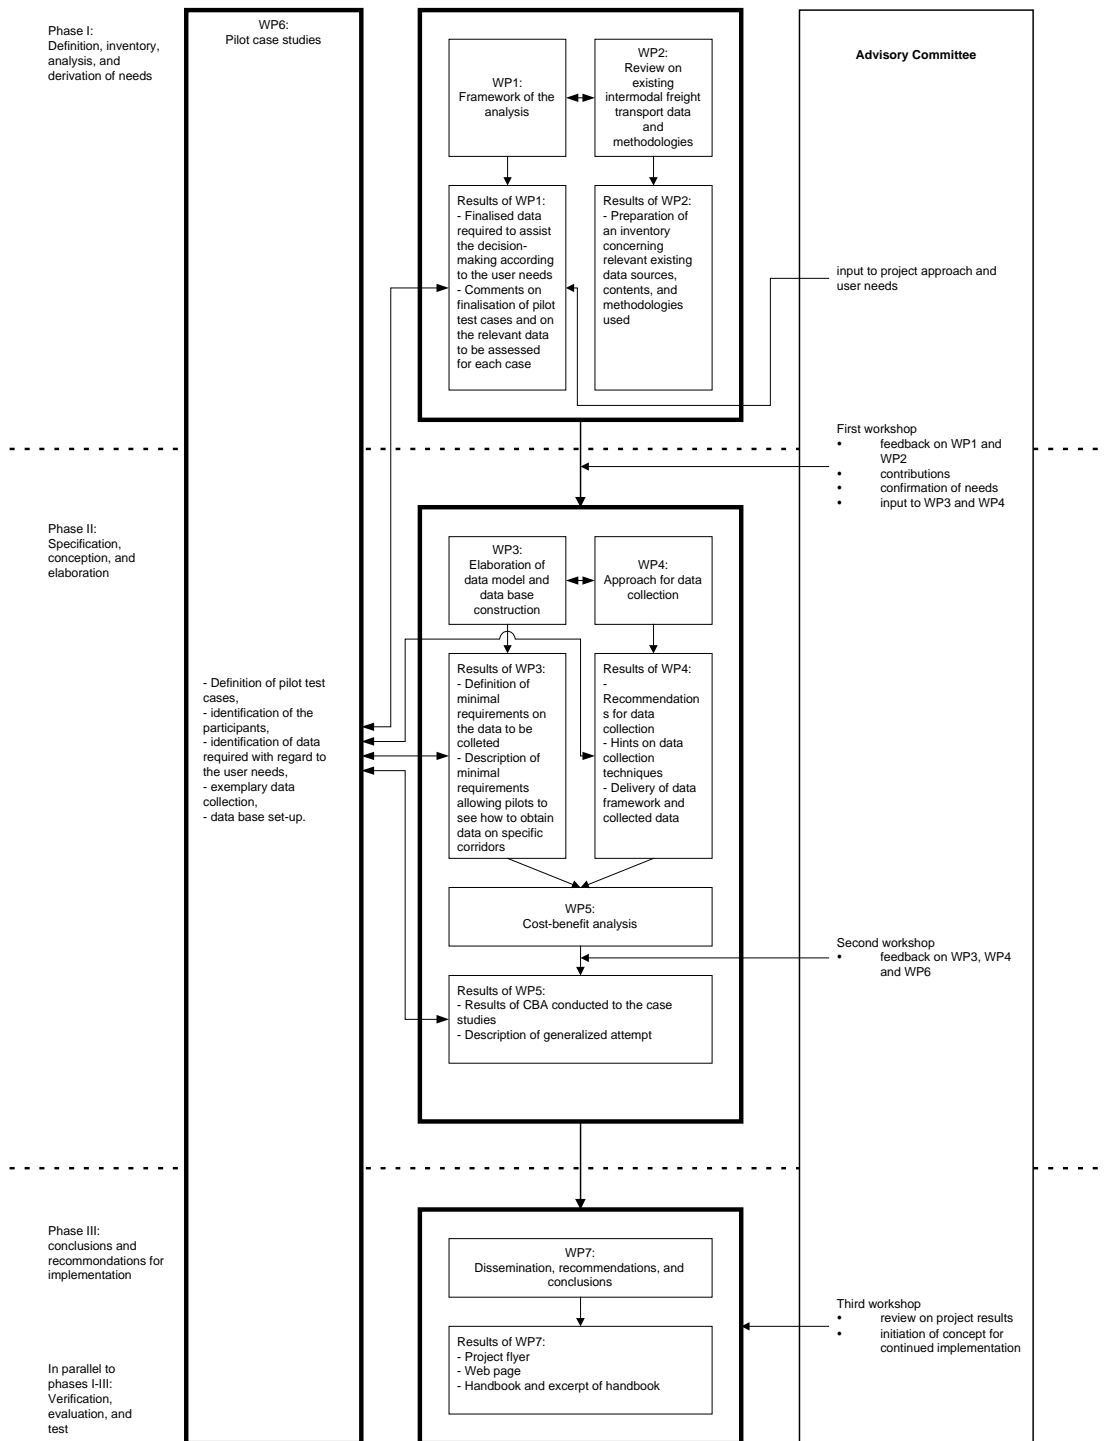 Phase I:
Definition, inventory,
analysis, and
derivation of needs
WP6:
Pilot case studies
WP1:
Framework of the
analysis
WP2:
Review on
existing
intermodal freight
transport data
and
methodologies
Advisory Committee
Results of WP1:
- Finalised data
required to assist
the decision-
making according
to the user needs
- Comments on
finalisation of pilot
test cases and on
the relevant data
to be assessed
for each case
Results of WP2:
- Preparation of
an inventory
concerning
relevant existing
data sources,
contents, and
methodologies
used
input to project approach and
user needs
First workshop
• feedback on WP1 and
WP2
• contributions
• confirmation of needs
• input to WP3 and WP4
Phase II:
Specification,
conception, and
elaboration
WP3:
Elaboration of
data model and
data base
construction
WP4:
Approach for data
collection
- Definition of pilot test
cases,
- identification of the
participants,
- identification of data
required with regard to
the user needs,
- exemplary data
collection,
- data base set-up.
Results of WP3:
- Definition of
minimal
requirements on
the data to be
colleted
- Description of
minimal
requirements
allowing pilots to
see how to obtain
data on specific
corridors
Results of WP4:
-
Recommendation
s for data
collection
- Hints on data
collection
techniques
- Delivery of data
framework and
collected data
WP5:
Cost-benefit analysis
Second workshop
• feedback on WP3, WP4
and WP6
Results of WP5:
- Results of CBA conducted to the case
studies
- Description of generalized attempt
Phase III:
conclusions and
recommondations for
implementation
WP7:
Dissemination, recommendations, and
conclusions
Third workshop
• review on project results
• initiation of concept for
continued implementation
Results of WP7:
- Project flyer
- Web page
- Handbook and excerpt of handbook
In parallel to
phases I-III:
Verification,
evaluation, and
test